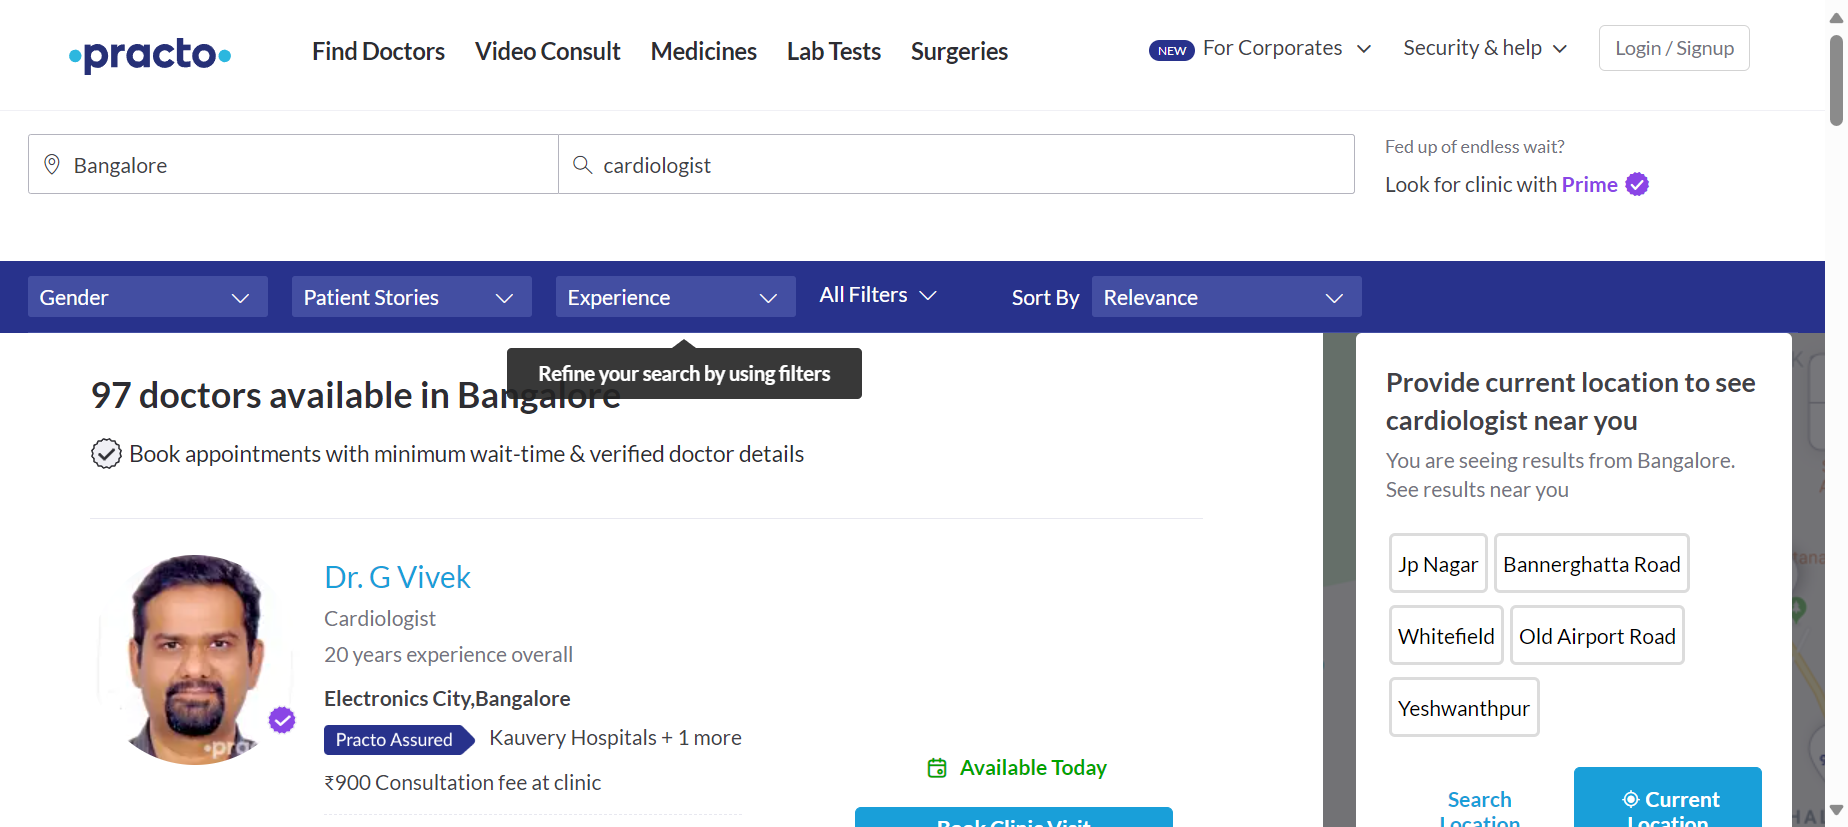 practo
Find Doctors
Video Consult
Medicines
Lab Tests
Surgeries
NEW For Corporates
Security & help
Login / Signup
Bangalore
cardiologist
Fed up of endless wait?
Look for clinic with Prime
Gender
Patient Stories
Experience
All Filters
Sort By
Relevance
Refine your search by using filters
97 doctors available in Bangalore
Book appointments with minimum wait-time & verified doctor details
Dr. G Vivek
Cardiologist
20 years experience overall
Electronics City,Bangalore
Practo Assured
Kauvery Hospitals + 1 more
₹900 Consultation fee at clinic
Available Today
Book Clinic Visit
Provide current location to see
cardiologist near you
You are seeing results from Bangalore.
See results near you
Jp Nagar
Bannerghatta Road
Whitefield
Old Airport Road
Yeshwanthpur
Search
Location
Current
Location